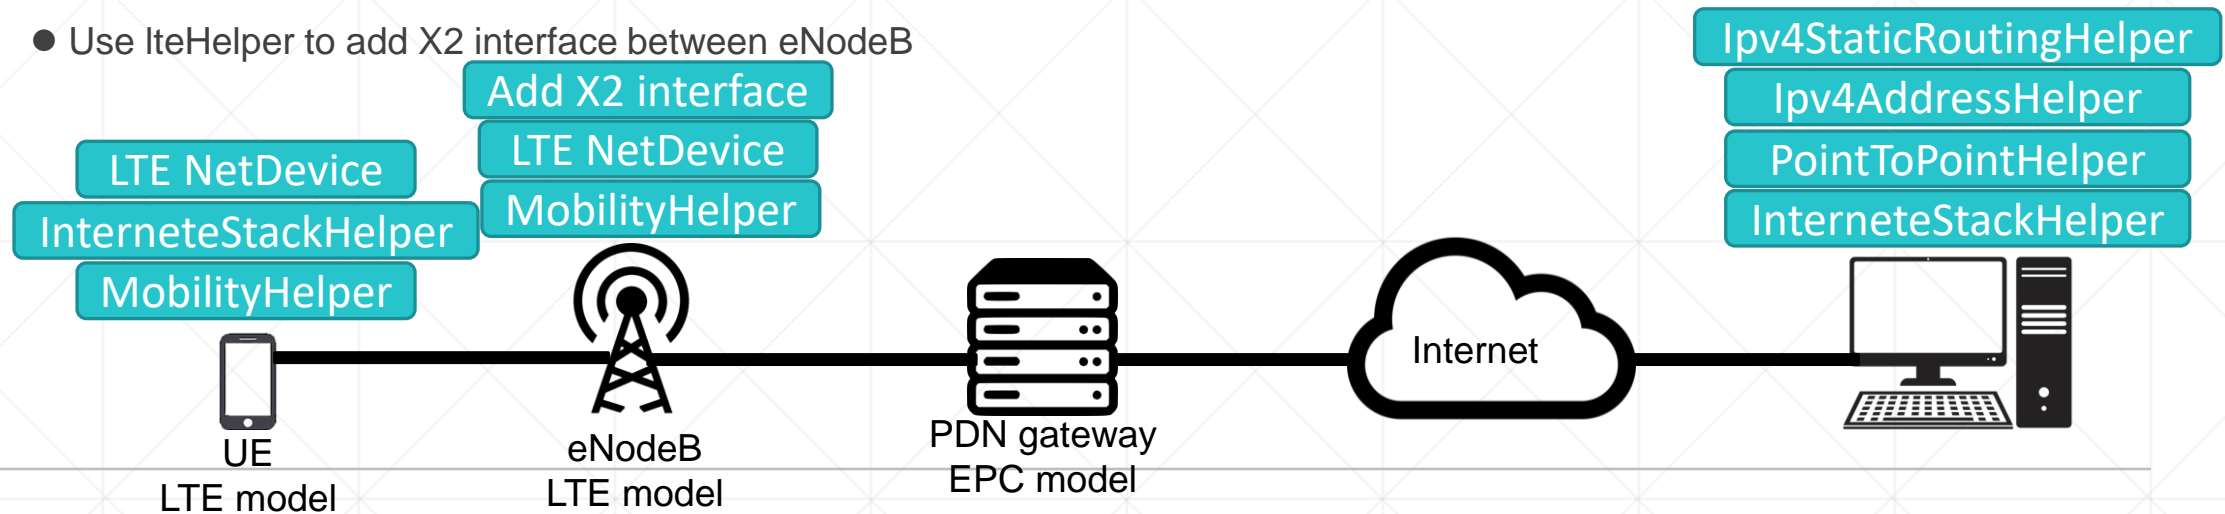 ● Use lteHelper to add X2 interface between eNodeB
Add X2 interface
LTE NetDevice
MobilityHelper
LTE NetDevice
InterneteStackHelper
MobilityHelper
Ipv4StaticRoutingHelper
Ipv4AddressHelper
PointToPointHelper
InterneteStackHelper
UE
LTE model
eNodeB
LTE model
PDN gateway
EPC model
Internet